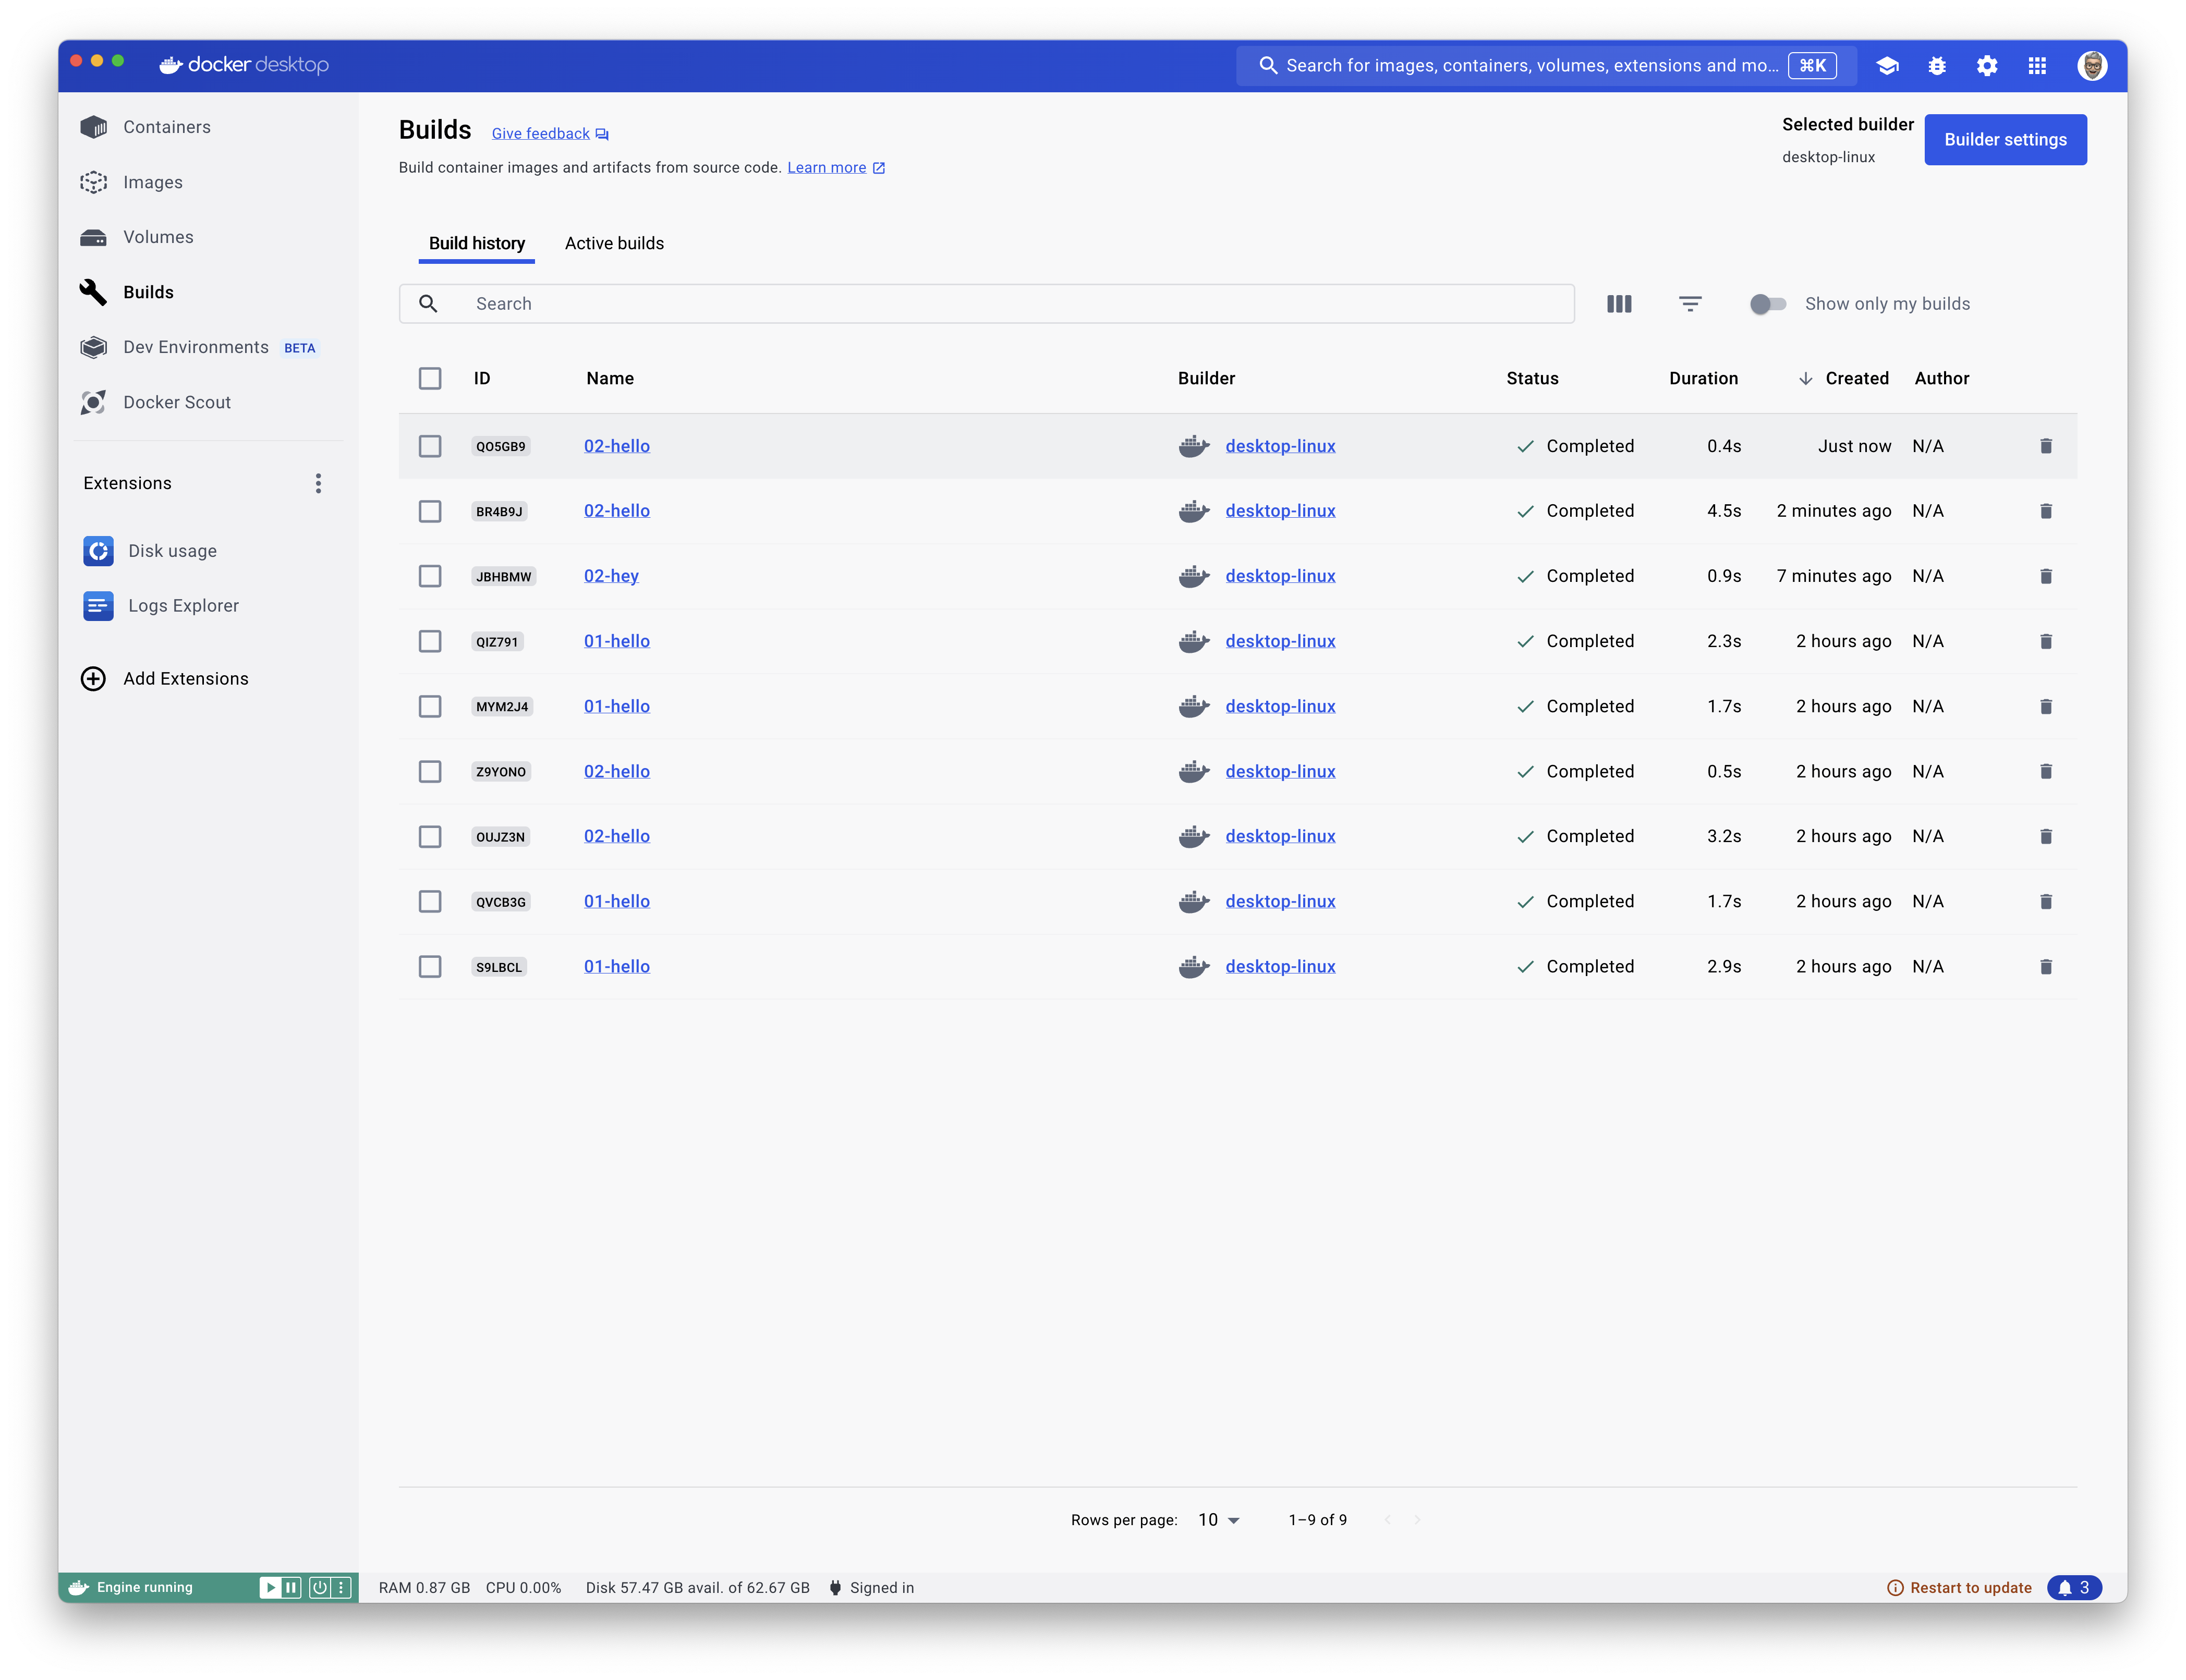 docker desktop
Search for images, containers, volumes, extensions and mo... ⌘K
Containers
Images
Volumes
Builds
Dev Environments BETA
Docker Scout
Extensions
Disk usage
Logs Explorer
Add Extensions
Builds Give feedback
Build container images and artifacts from source code. Learn more
Selected builder
desktop-linux
Builder settings
Build history Active builds
Search
Show only my builds
ID Name Builder Status Duration Created Author
QO5GB9 02-hello desktop-linux Completed 0.4s Just now N/A
BR4B9J 02-hello desktop-linux Completed 4.5s 2 minutes ago N/A
JBHBMW 02-hey desktop-linux Completed 0.9s 7 minutes ago N/A
QIZ791 01-hello desktop-linux Completed 2.3s 2 hours ago N/A
MYM2J4 01-hello desktop-linux Completed 1.7s 2 hours ago N/A
Z9YONO 02-hello desktop-linux Completed 0.5s 2 hours ago N/A
OUJZ3N 02-hello desktop-linux Completed 3.2s 2 hours ago N/A
QVCB3G 01-hello desktop-linux Completed 1.7s 2 hours ago N/A
S9LBCL 01-hello desktop-linux Completed 2.9s 2 hours ago N/A
Rows per page: 10 1–9 of 9
Engine running
RAM 0.87 GB CPU 0.00% Disk 57.47 GB avail. of 62.67 GB Signed in
Restart to update 3